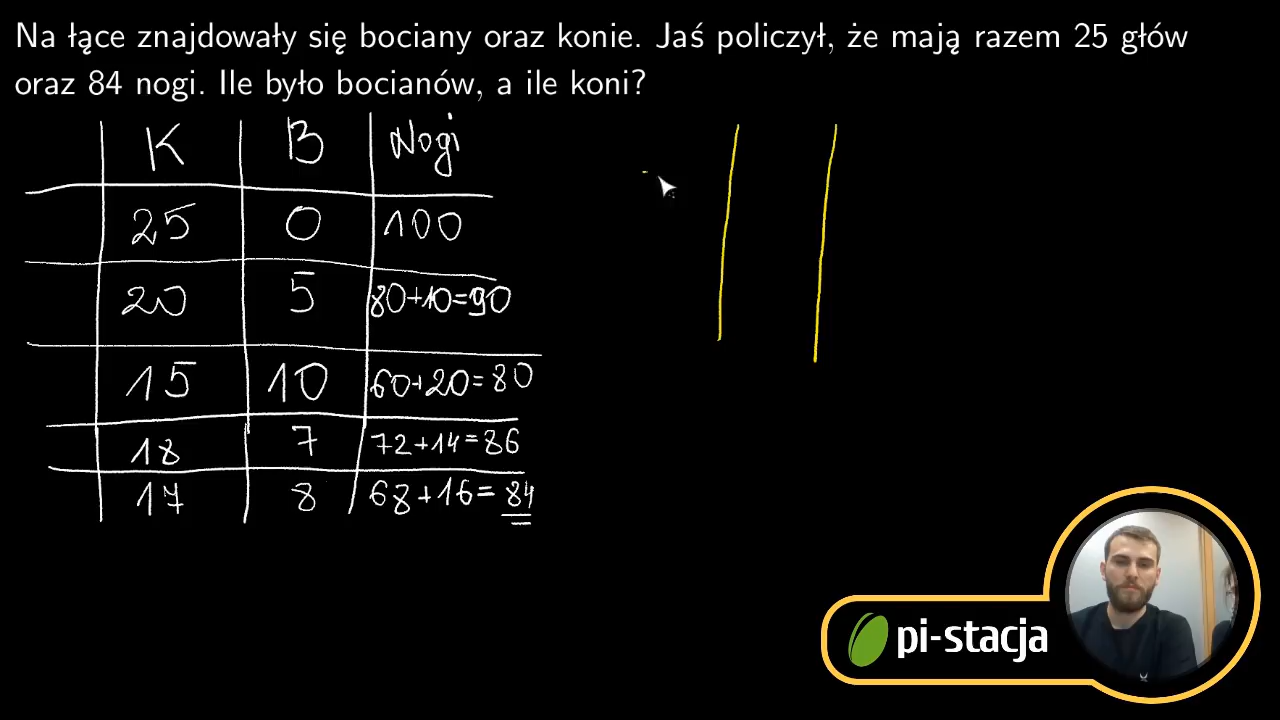 Na łące znajdowały się bociany oraz konie. Jaś policzył, że mają razem 25 głów
oraz 84 nogi. Ile było bocianów, a ile koni?
K B Nogi
25 0 100
20 5 80+10=90
15 10 60+20=80
18 7 72+14=86
17 8 68+16=84
pi-stacja